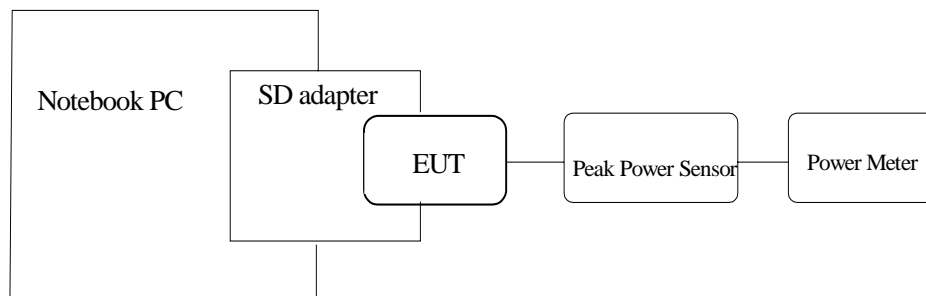 Notebook PC
SD adapter
EUT
Peak Power Sensor
Power Meter